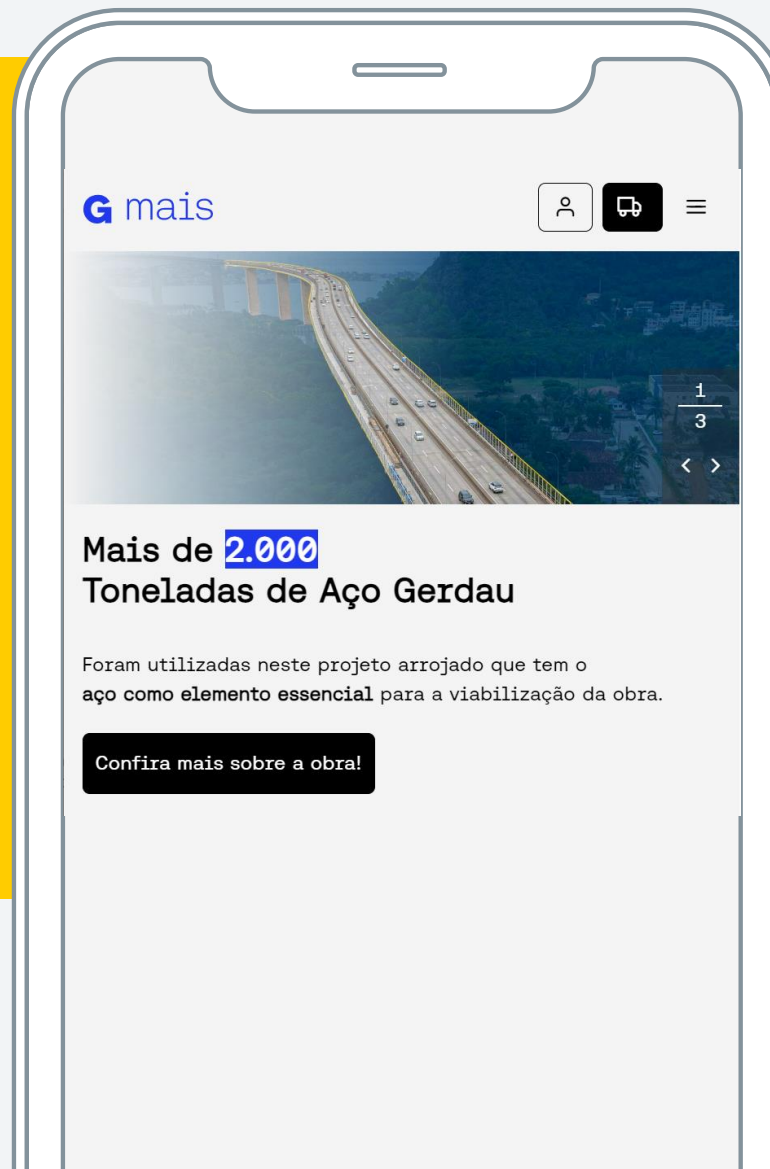 G mais
1
3
Mais de 2.000
Toneladas de Aço Gerdau
Foram utilizadas neste projeto arrojado que tem o
aço como elemento essencial para a viabilização da obra.
Confira mais sobre a obra!